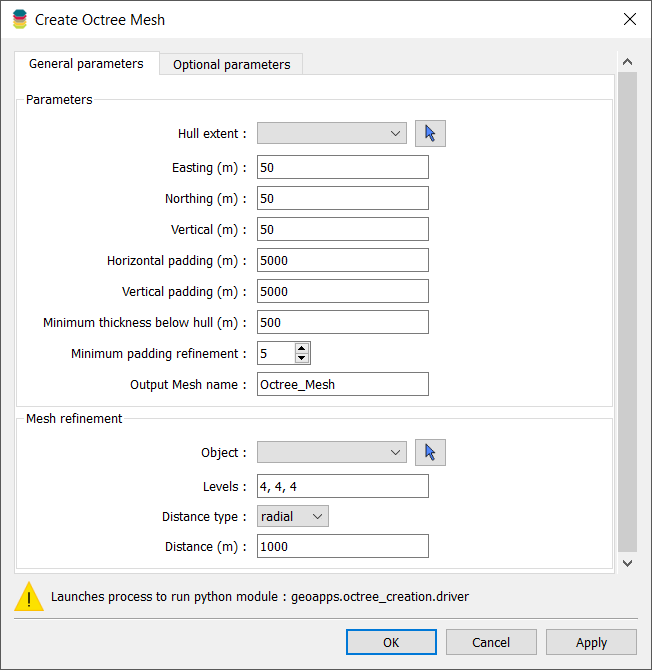 Create Octree Mesh
General parameters Optional parameters
Parameters
Hull extent :
Easting (m) : 50
Northing (m) : 50
Vertical (m) : 50
Horizontal padding (m) : 5000
Vertical padding (m) : 5000
Minimum thickness below hull (m) : 500
Minimum padding refinement : 5
Output Mesh name : Octree_Mesh
Mesh refinement
Object :
Levels : 4, 4, 4
Distance type : radial
Distance (m) : 1000
Launches process to run python module : geoapps.octree_creation.driver
OK Cancel Apply